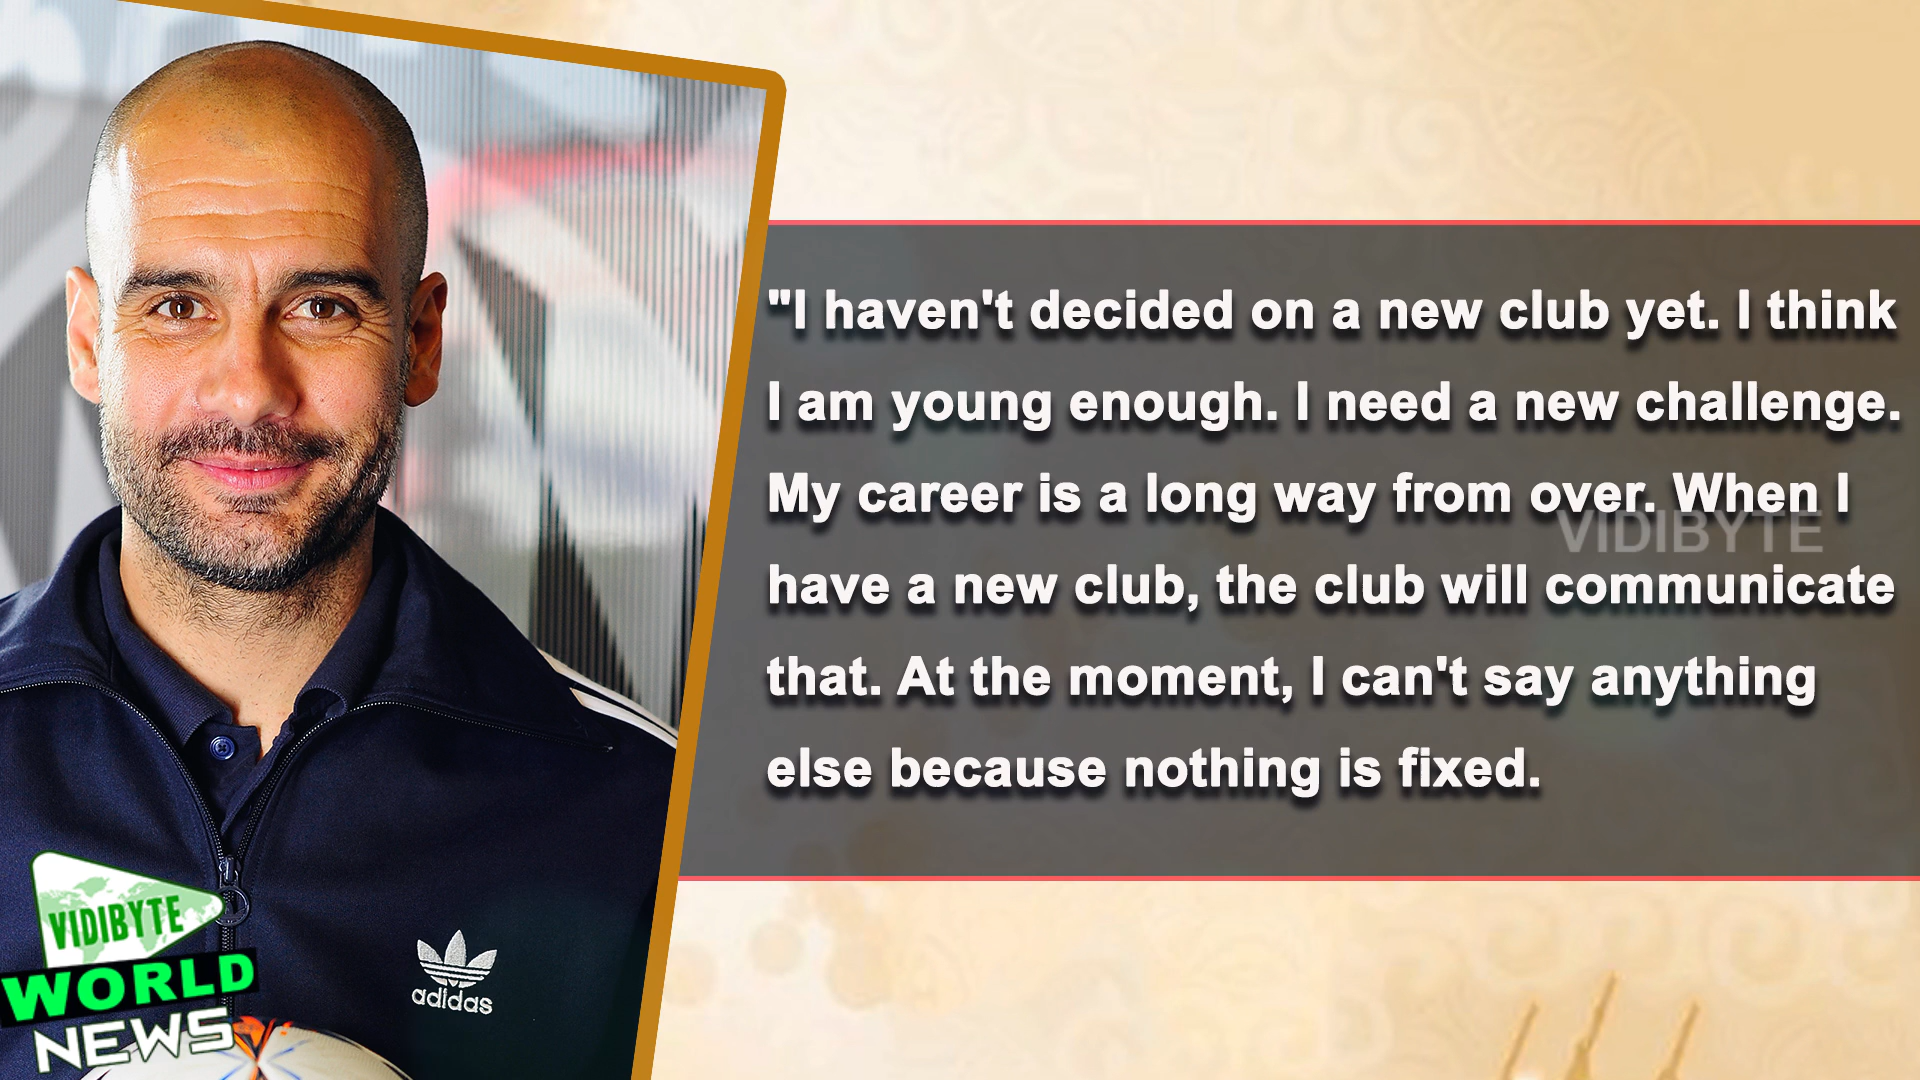 "I haven't decided on a new club yet. I think
I am young enough. I need a new challenge.
My career is a long way from over. When I
VIDIBYTE
have a new club, the club will communicate
that. At the moment, I can't say anything
else because nothing is fixed.
VIDIBYTE
WORLD
NEWS
adidas